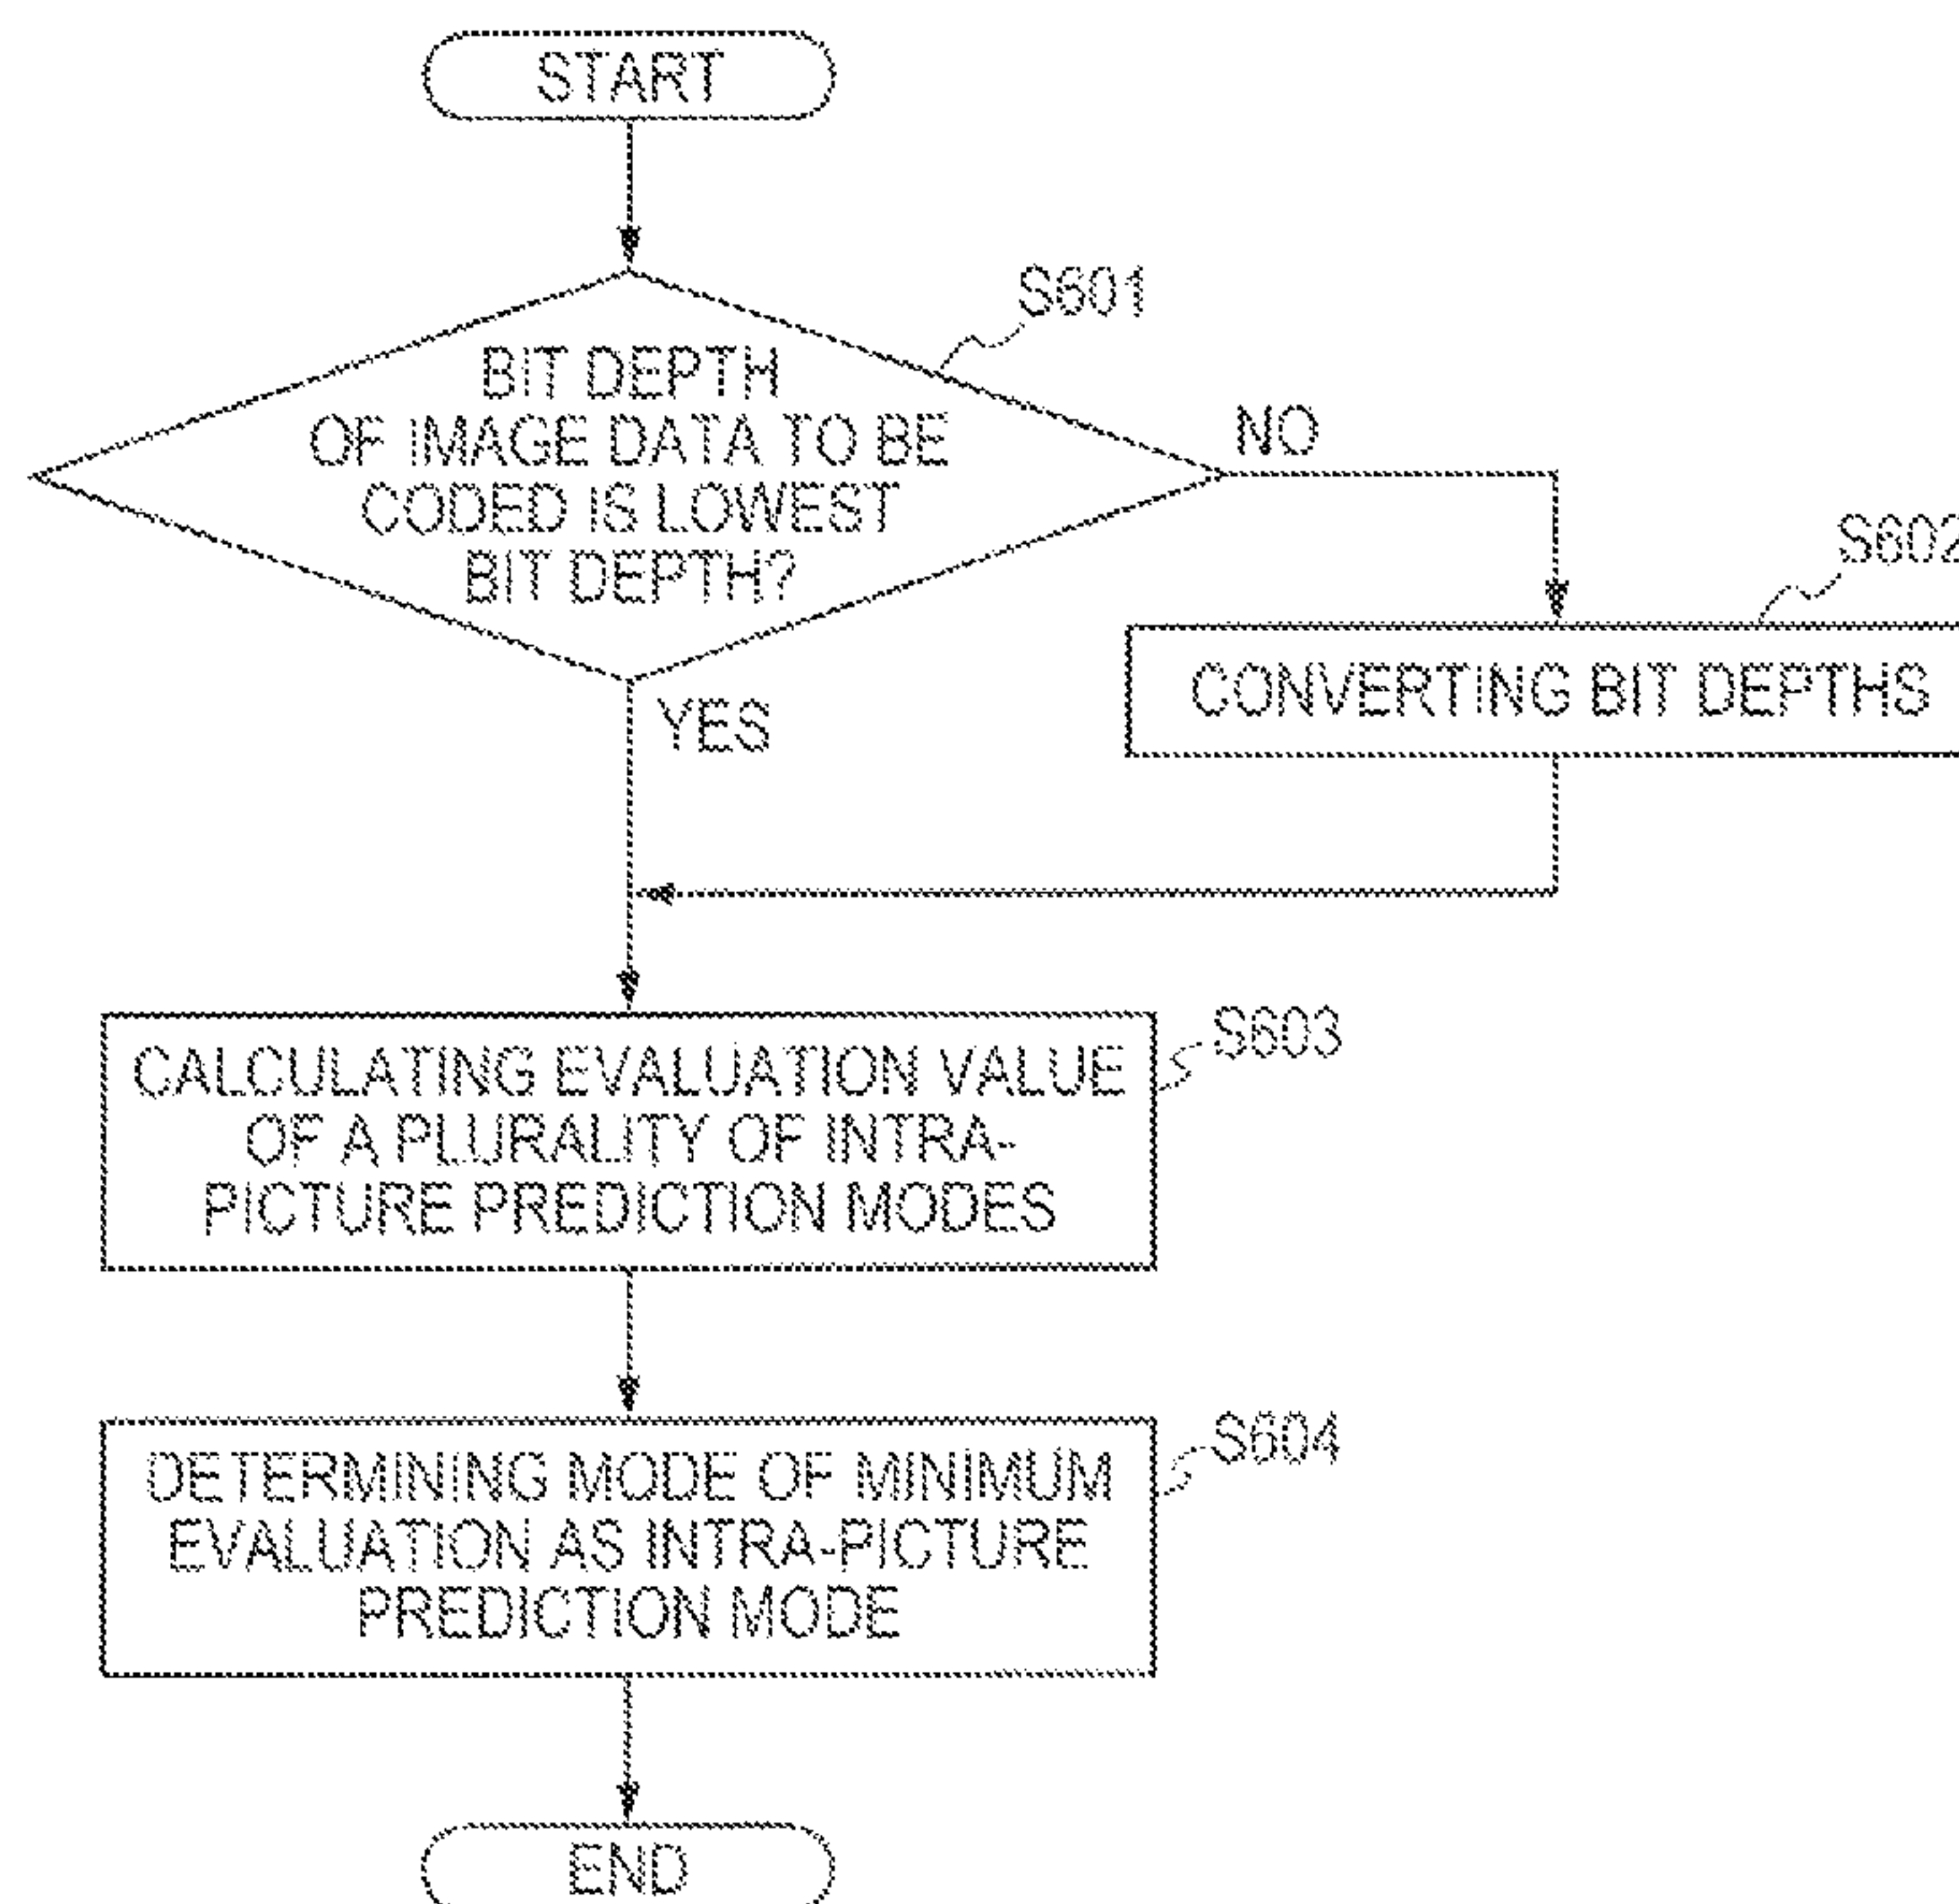 START
S601
BIT DEPTH
OF IMAGE DATA TO BE
CODED IS LOWEST
BIT DEPTH?
NO
S602
CONVERTING BIT DEPTHS
YES
S603
CALCULATING EVALUATION VALUE
OF A PLURALITY OF INTRA-
PICTURE PREDICTION MODES
S604
DETERMINING MODE OF MINIMUM
EVALUATION AS INTRA-PICTURE
PREDICTION MODE
END